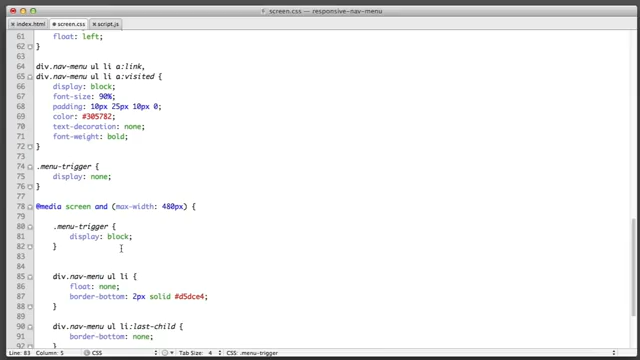 screen.css — responsive-nav-menu
index.html
screen.css
script.js
61 float: left;
62 }
63
64 div.nav-menu ul li a:link,
65 div.nav-menu ul li a:visited {
66 display: block;
67 font-size: 90%;
68 padding: 10px 25px 10px 0;
69 color: #305782;
70 text-decoration: none;
71 font-weight: bold;
72 }
73
74 .menu-trigger {
75 display: none;
76 }
77
78 @media screen and (max-width: 480px) {
79
80 .menu-trigger {
81 display: block;
82 }
83
84
85 div.nav-menu ul li {
86 float: none;
87 border-bottom: 2px solid #d5dce4;
88 }
89
90 div.nav-menu ul li:last-child {
91 border-bottom: none;
92 }
Line: 83 Column: 5 CSS Tab Size: 4 CSS: .menu-trigger